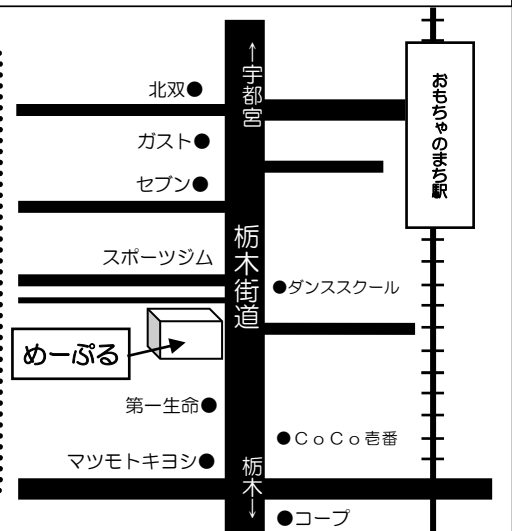 ↑宇都宮
おもちゃのまち駅
北双●
ガスト●
セブン●
栃木街道
スポーツジム
●ダンススクール
めーぷる
第一生命●
●CoCo壱番
マツモトキヨシ●
栃木↓
●コープ